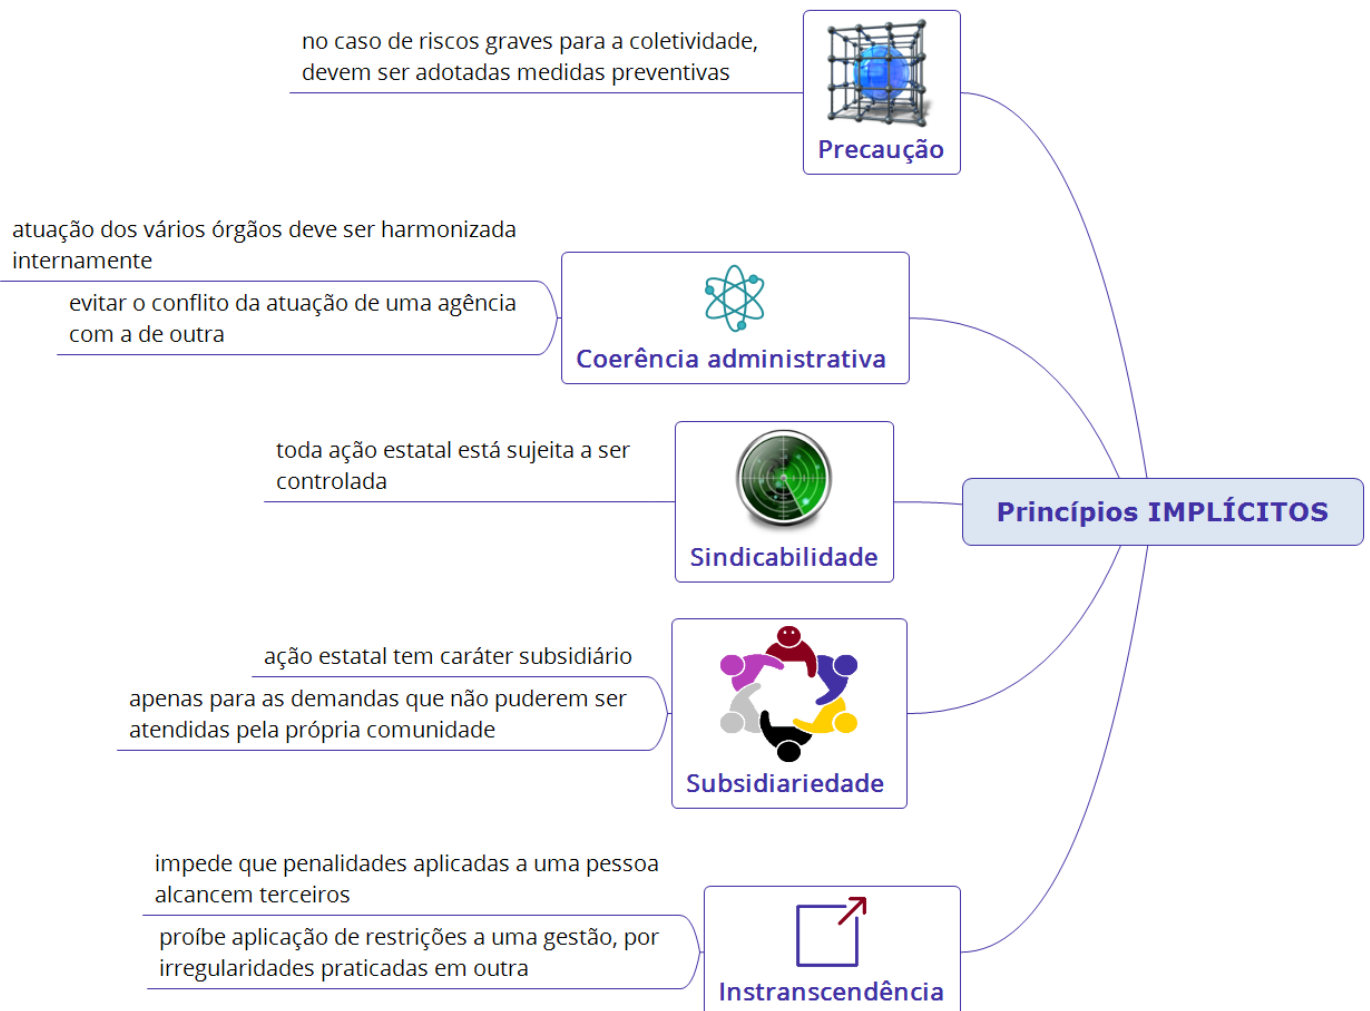 no caso de riscos graves para a coletividade,
devem ser adotadas medidas preventivas
Precaução
atuação dos vários órgãos deve ser harmonizada
internamente
evitar o conflito da atuação de uma agência
com a de outra
Coerência administrativa
toda ação estatal está sujeita a ser
controlada
Sindicabilidade
Princípios IMPLÍCITOS
ação estatal tem caráter subsidiário
apenas para as demandas que não puderem ser
atendidas pela própria comunidade
Subsidiariedade
impede que penalidades aplicadas a uma pessoa
alcancem terceiros
proíbe aplicação de restrições a uma gestão, por
irregularidades praticadas em outra
Instranscendência